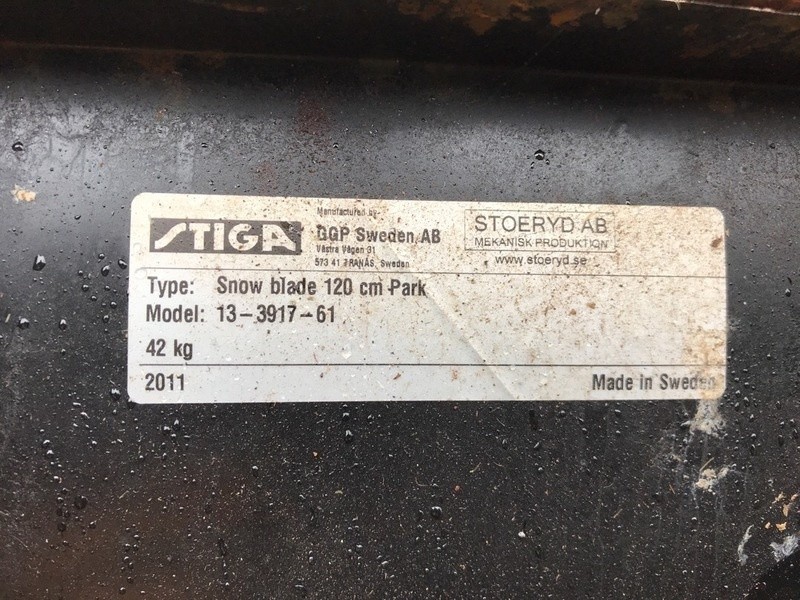 STIGA
Manufactured by
GGP Sweden AB
Västra Vägen 31
573 41 TRANÅS, Sweden
STOERYD AB
MEKANISK PRODUKTION
www.stoeryd.se
Type: Snow blade 120 cm Park
Model: 13-3917-61
42 kg
2011 Made in Sweden